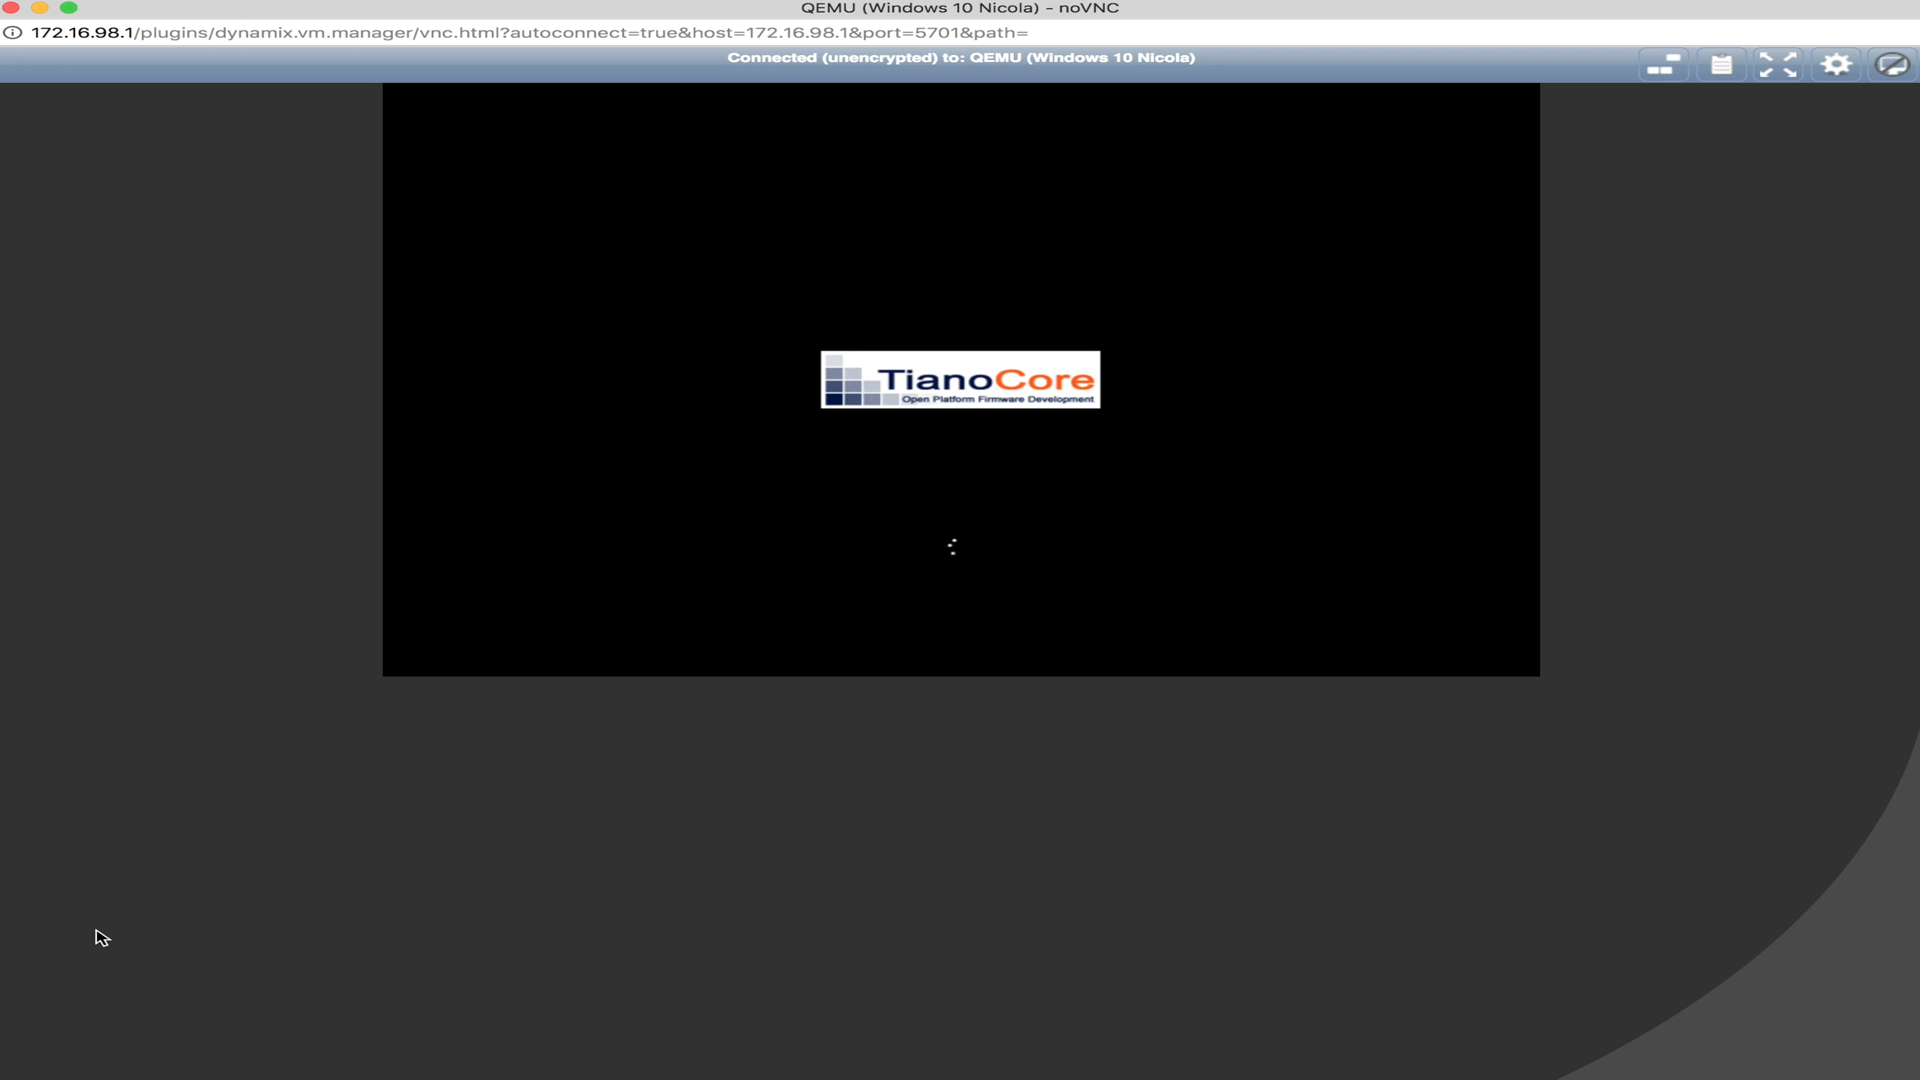 QEMU (Windows 10 Nicola) - noVNC
172.16.98.1/plugins/dynamix.vm.manager/vnc.html?autoconnect=true&host=172.16.98.1&port=5701&path=
Connected (unencrypted) to: QEMU (Windows 10 Nicola)
TianoCore
Open Platform Firmware Development